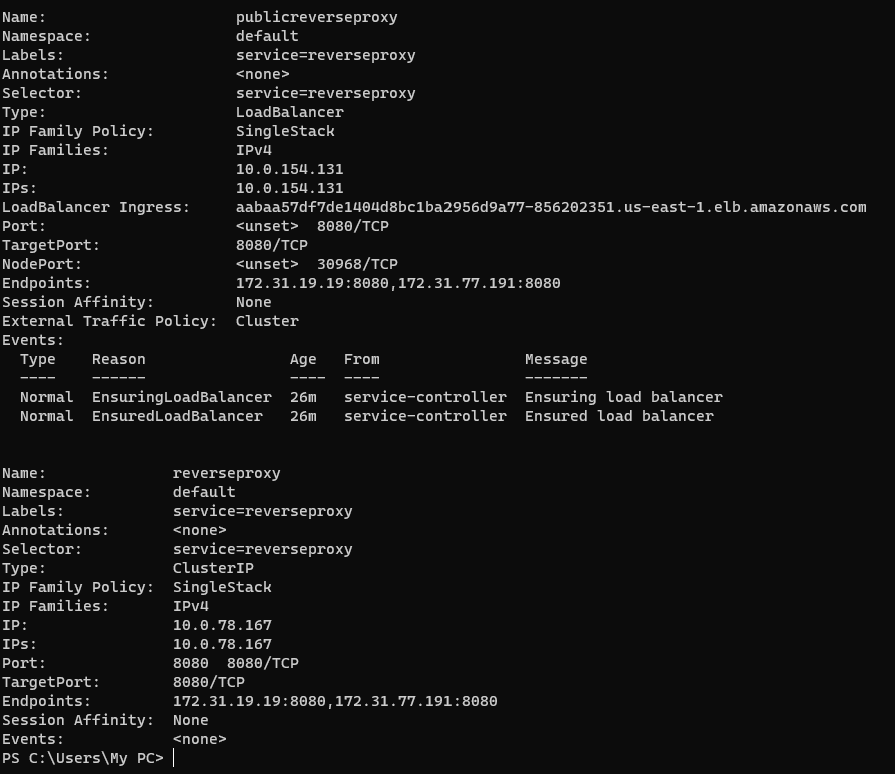 Name:                     publicreverseproxy
Namespace:                default
Labels:                   service=reverseproxy
Annotations:              <none>
Selector:                 service=reverseproxy
Type:                     LoadBalancer
IP Family Policy:         SingleStack
IP Families:              IPv4
IP:                       10.0.154.131
IPs:                      10.0.154.131
LoadBalancer Ingress:     aabaa57df7de1404d8bc1ba2956d9a77-856202351.us-east-1.elb.amazonaws.com
Port:                     <unset>  8080/TCP
TargetPort:               8080/TCP
NodePort:                 <unset>  30968/TCP
Endpoints:                172.31.19.19:8080,172.31.77.191:8080
Session Affinity:         None
External Traffic Policy:  Cluster
Events:
  Type    Reason                Age   From                Message
  ----    ------                ----  ----                -------
  Normal  EnsuringLoadBalancer  26m   service-controller  Ensuring load balancer
  Normal  EnsuredLoadBalancer   26m   service-controller  Ensured load balancer
Name:              reverseproxy
Namespace:         default
Labels:            service=reverseproxy
Annotations:       <none>
Selector:          service=reverseproxy
Type:              ClusterIP
IP Family Policy:  SingleStack
IP Families:       IPv4
IP:                10.0.78.167
IPs:               10.0.78.167
Port:              8080  8080/TCP
TargetPort:        8080/TCP
Endpoints:         172.31.19.19:8080,172.31.77.191:8080
Session Affinity:  None
Events:            <none>
PS C:\Users\My PC>